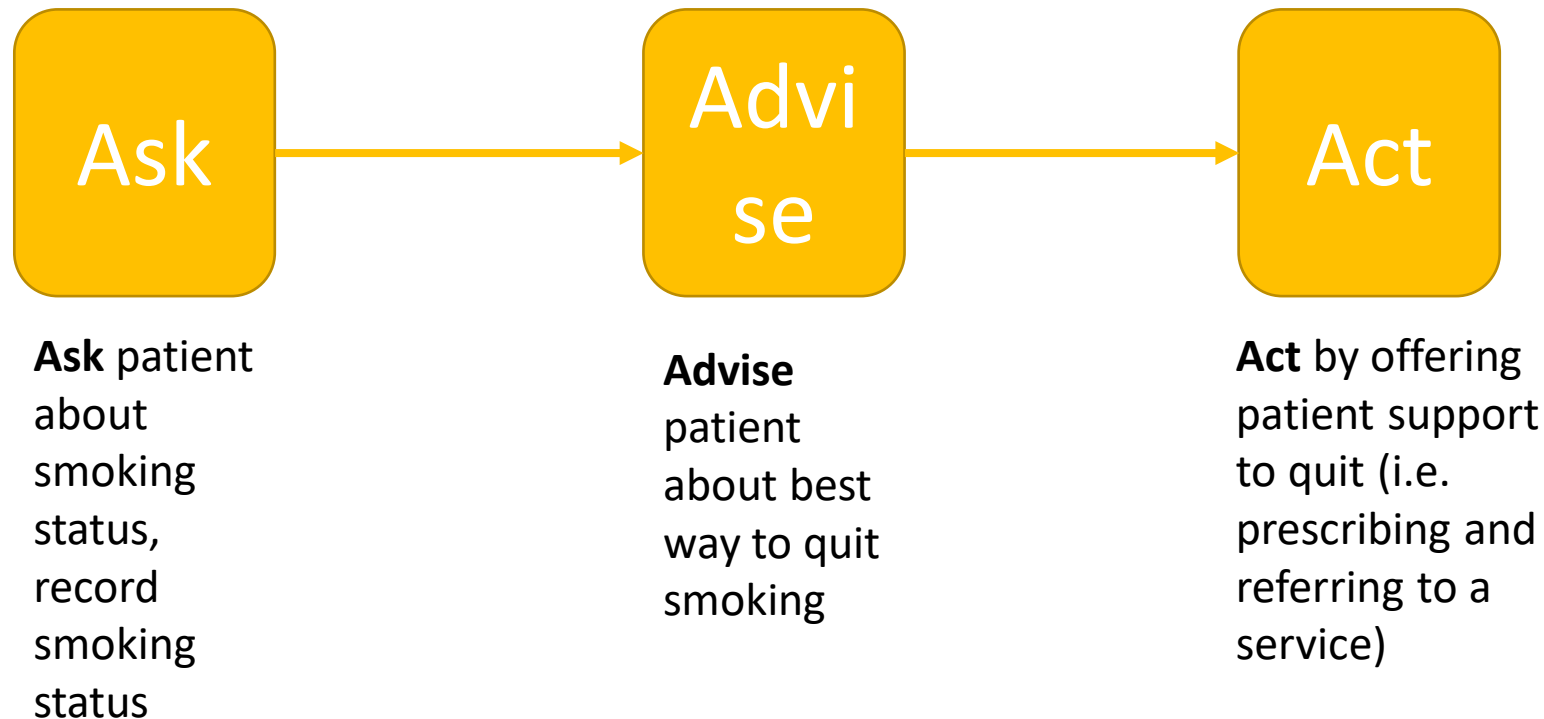 Ask
Advi
se
Act
Ask patient
about
smoking
status,
record
smoking
status
Advise
patient
about best
way to quit
smoking
Act by offering
patient support
to quit (i.e.
prescribing and
referring to a
service)